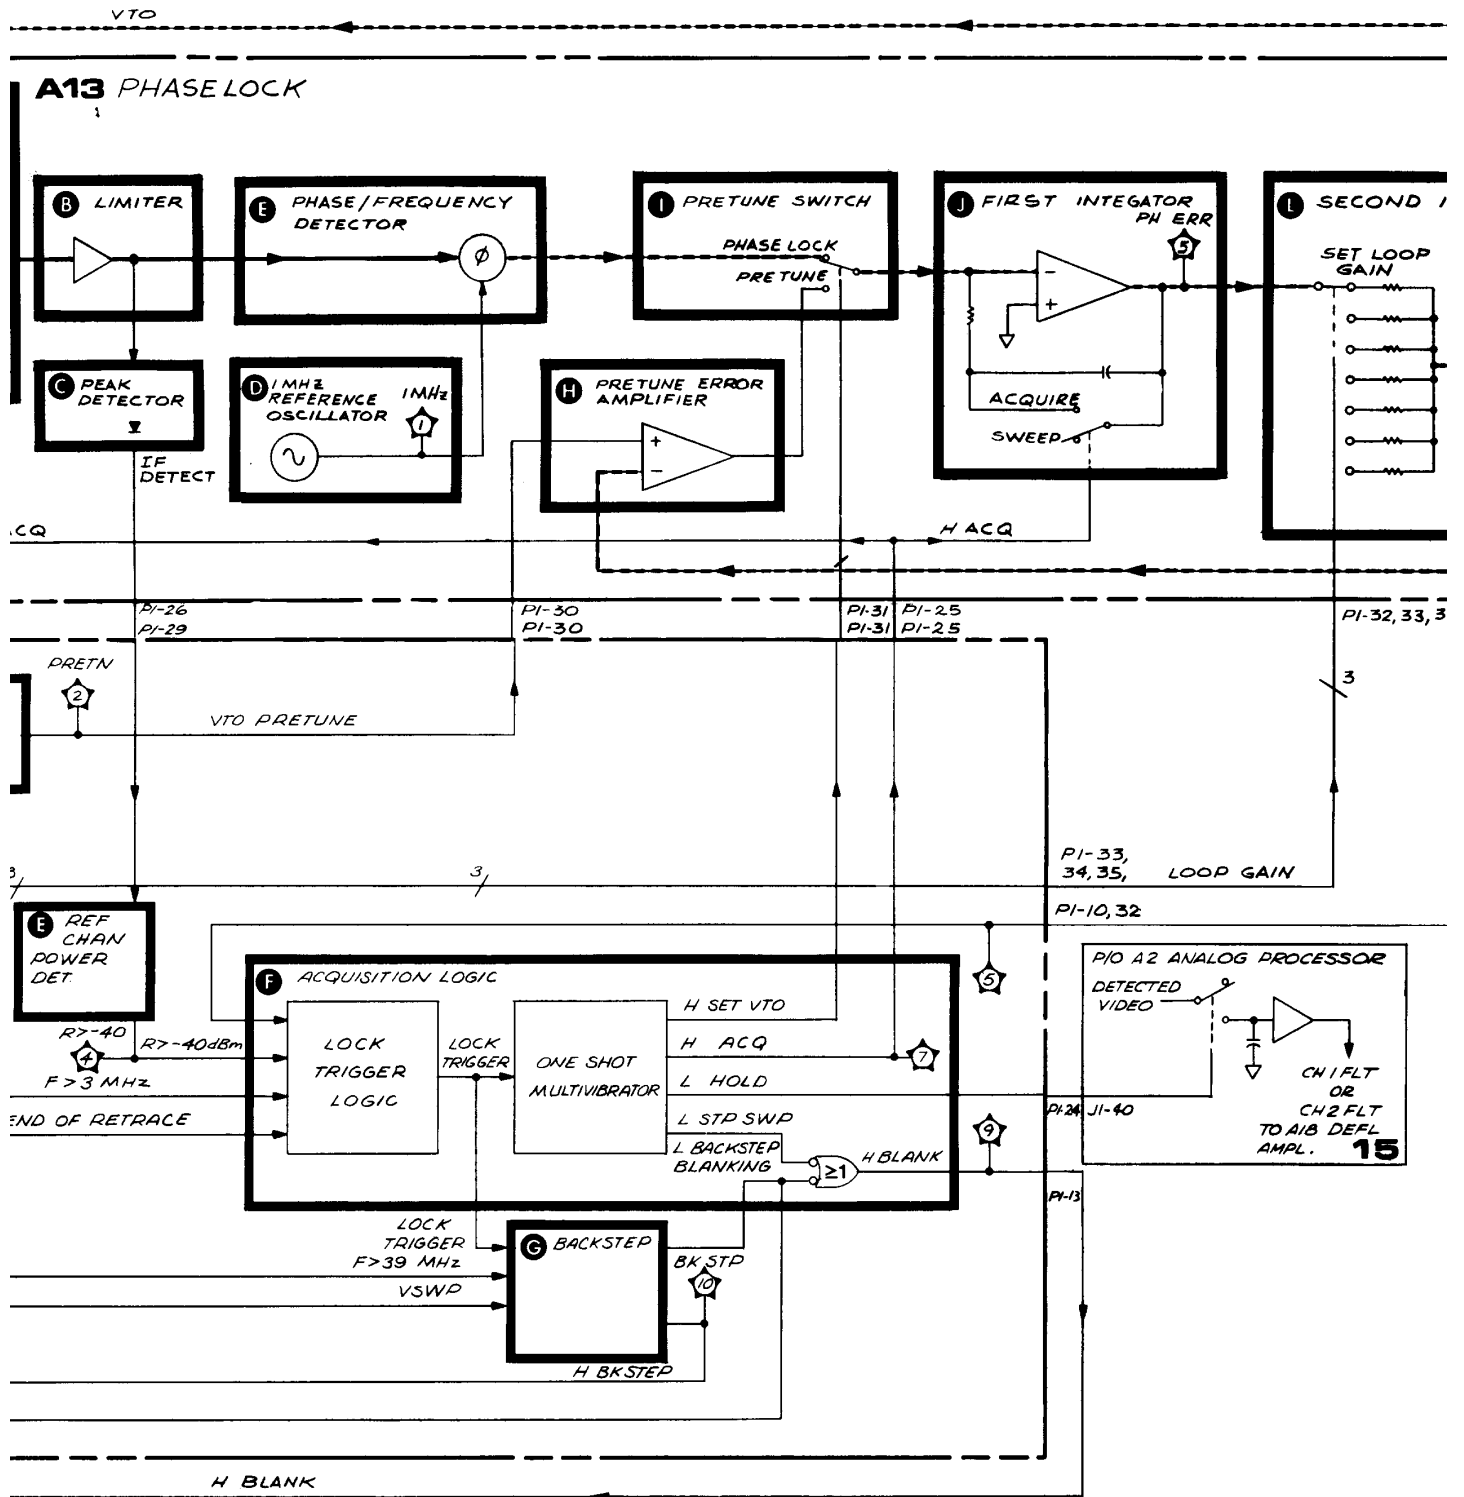 VTO
A13 PHASE LOCK
B LIMITER
E PHASE/FREQUENCY
DETECTOR
Φ
I PRETUNE SWITCH
PHASE LOCK
PRETUNE
J FIRST INTEGATOR
PH ERR
5
-
+
ACQUIRE
SWEEP
L SECOND
SET LOOP
GAIN
C PEAK
DETECTOR
IF
DETECT
D 1 MHZ
REFERENCE
OSCILLATOR
1 MHZ
1
H PRETUNE ERROR
AMPLIFIER
+
-
ACQ
H ACQ
P1-26
P1-29
P1-30
P1-30
P1-31
P1-31
P1-25
P1-25
P1-32, 33, 3
PRETN
2
VTO PRETUNE
3
3
3
P1-33,
34, 35,
LOOP GAIN
P1-10, 32
E REF
CHAN
POWER
DET.
R>-40
4
R>-40dBm
F>3 MHZ
END OF RETRACE
F ACQUISITION LOGIC
LOCK
TRIGGER
LOGIC
LOCK
TRIGGER
ONE SHOT
MULTIVIBRATOR
H SET VTO
H ACQ
L HOLD
L STP SWP
L BACKSTEP
BLANKING
≥1
H BLANK
5
7
9
P1-24
J1-40
P1-13
P/O A2 ANALOG PROCESSOR
DETECTED
VIDEO
CH 1 FLT
OR
CH 2 FLT
TO A18 DEFL
AMPL. 15
LOCK
TRIGGER
F>39 MHZ
VSWP
G BACKSTEP
BK STP
10
H BKSTEP
H BLANK